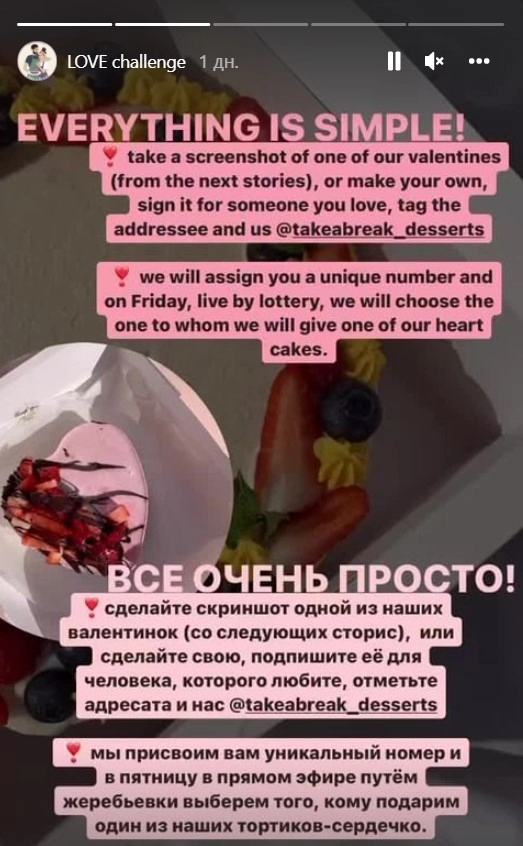 LOVE challenge 1 дн.
EVERYTHING IS SIMPLE!
❣️ take a screenshot of one of our valentines
(from the next stories), or make your own,
sign it for someone you love, tag the
addressee and us @takeabreak_desserts
❣️ we will assign you a unique number and
on Friday, live by lottery, we will choose the
one to whom we will give one of our heart
cakes.
ВСЕ ОЧЕНЬ ПРОСТО!
❣️сделайте скриншот одной из наших
валентинок (со следующих сторис), или
сделайте свою, подпишите её для
человека, которого любите, отметьте
адресата и нас @takeabreak_desserts
❣️ мы присвоим вам уникальный номер и
в пятницу в прямом эфире путём
жеребьевки выберем того, кому подарим
один из наших тортиков-сердечко.